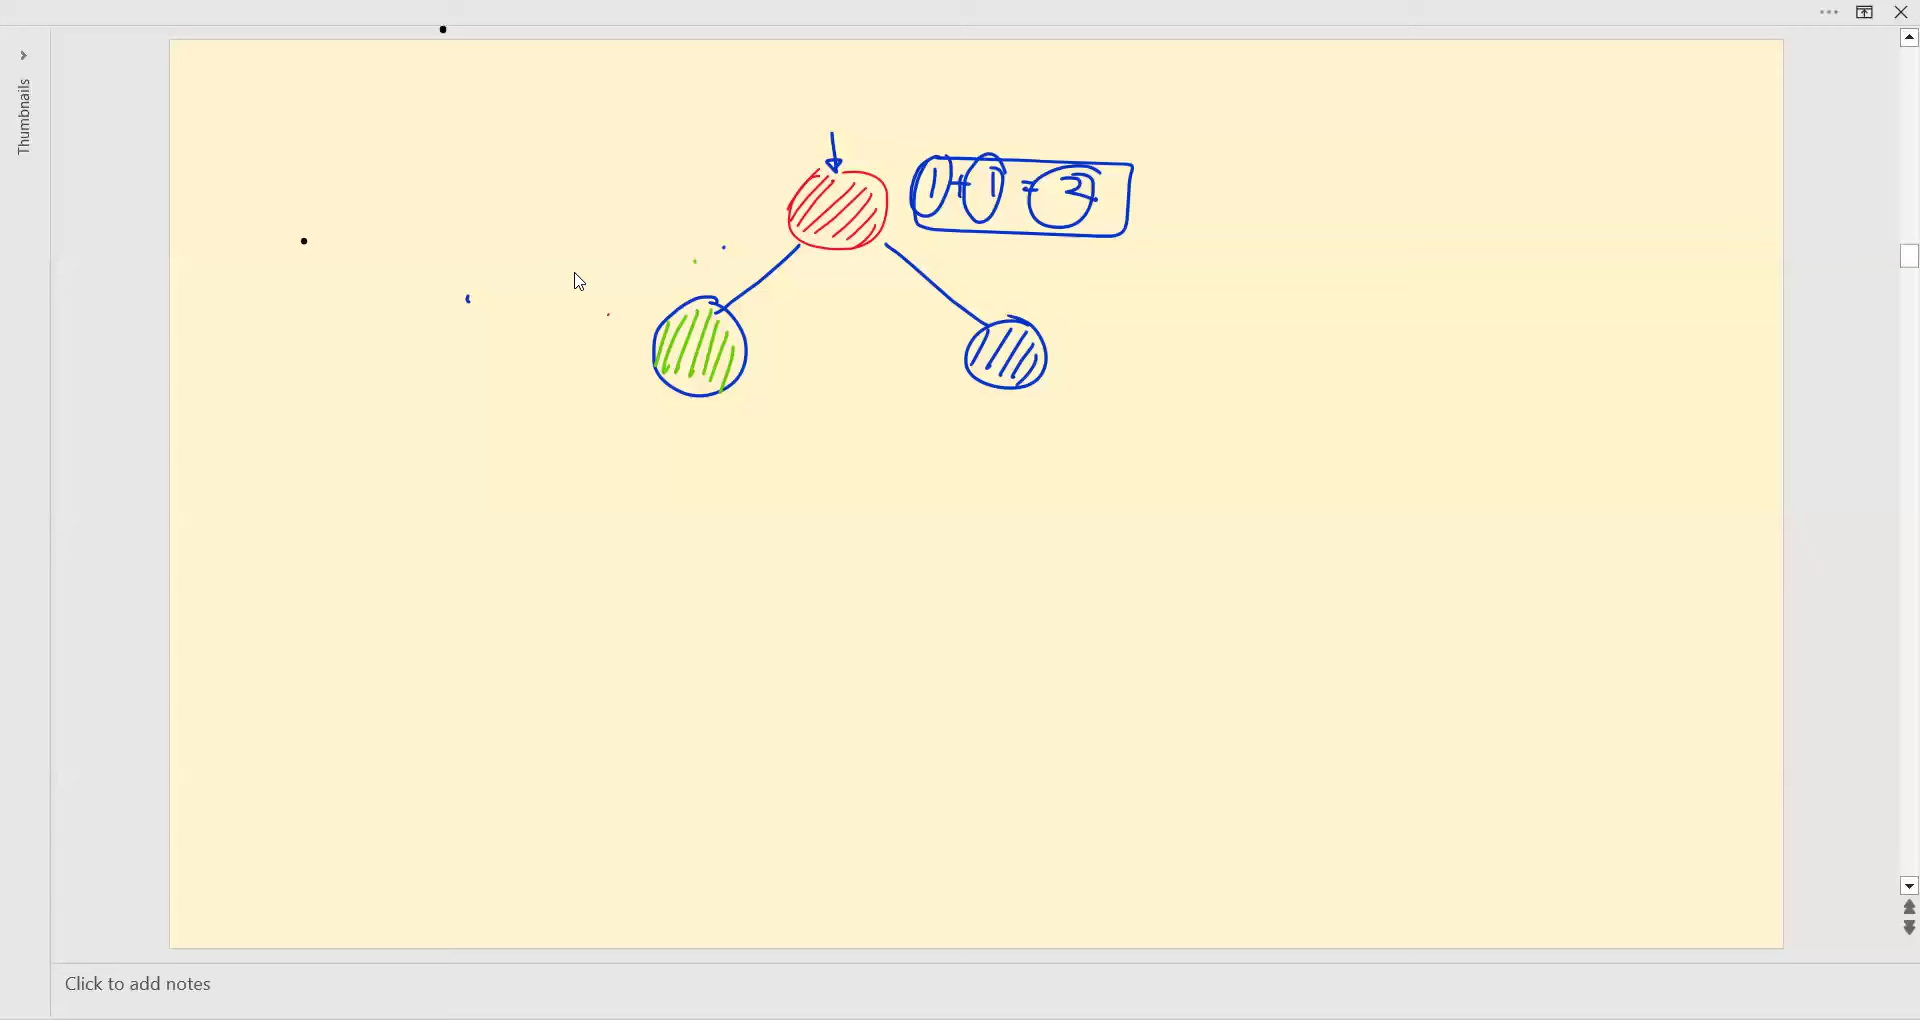 Thumbnails
1 + 1 = 2.
Click to add notes